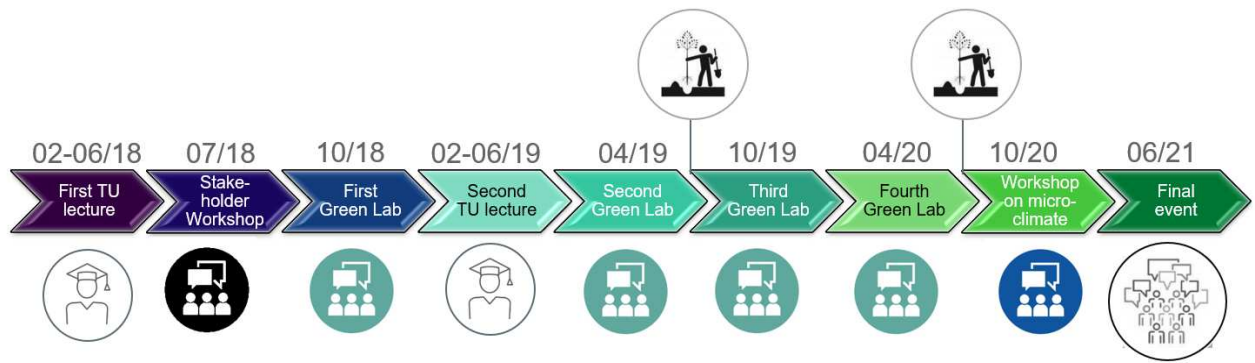 02-06/18
07/18
10/18
02-06/19
04/19
10/19
04/20
10/20
06/21
First TU
lecture
Stake-
holder
Workshop
First
Green Lab
Second
TU lecture
Second
Green Lab
Third
Green Lab
Fourth
Green Lab
Workshop
on micro-
climate
Final
event